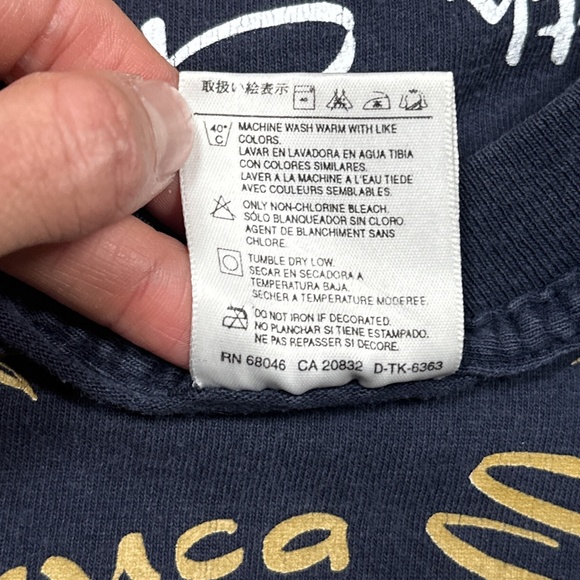 取扱い絵表示
40
40°
C
MACHINE WASH WARM WITH LIKE
COLORS.
LAVAR EN LAVADORA EN AGUA TIBIA
CON COLORES SIMILARES.
LAVER A LA MACHINE A L'EAU TIEDE
AVEC COULEURS SEMBLABLES.
ONLY NON-CHLORINE BLEACH.
SÓLO BLANQUEADOR SIN CLORO.
AGENT DE BLANCHIMENT SANS
CHLORE.
TUMBLE DRY LOW.
SECAR EN SECADORA A
TEMPERATURA BAJA.
SECHER A TEMPERATURE MODEREE.
DO NOT IRON IF DECORATED.
NO PLANCHAR SI TIENE ESTAMPADO.
NE PAS REPASSER SI DECORE.
RN 68046 CA 20832 D-TK-6363